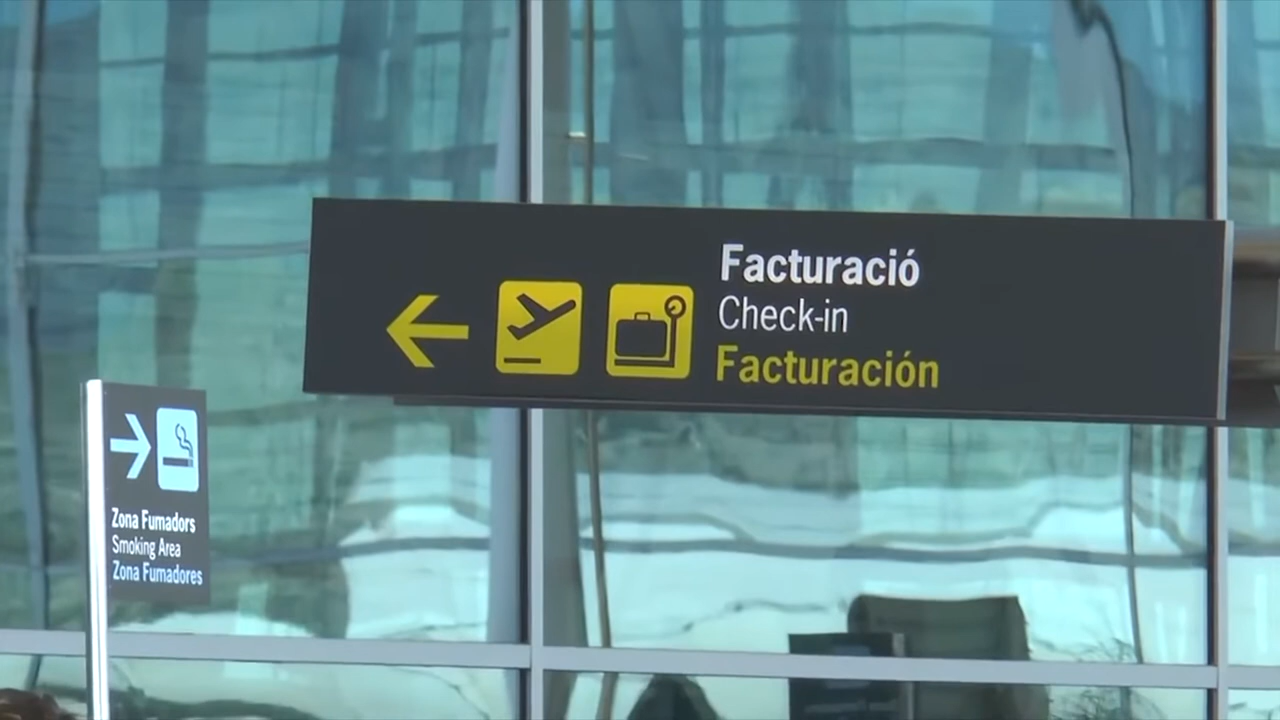 Facturació
Check-in
Facturación
Zona Fumadors
Smoking Area
Zona Fumadores